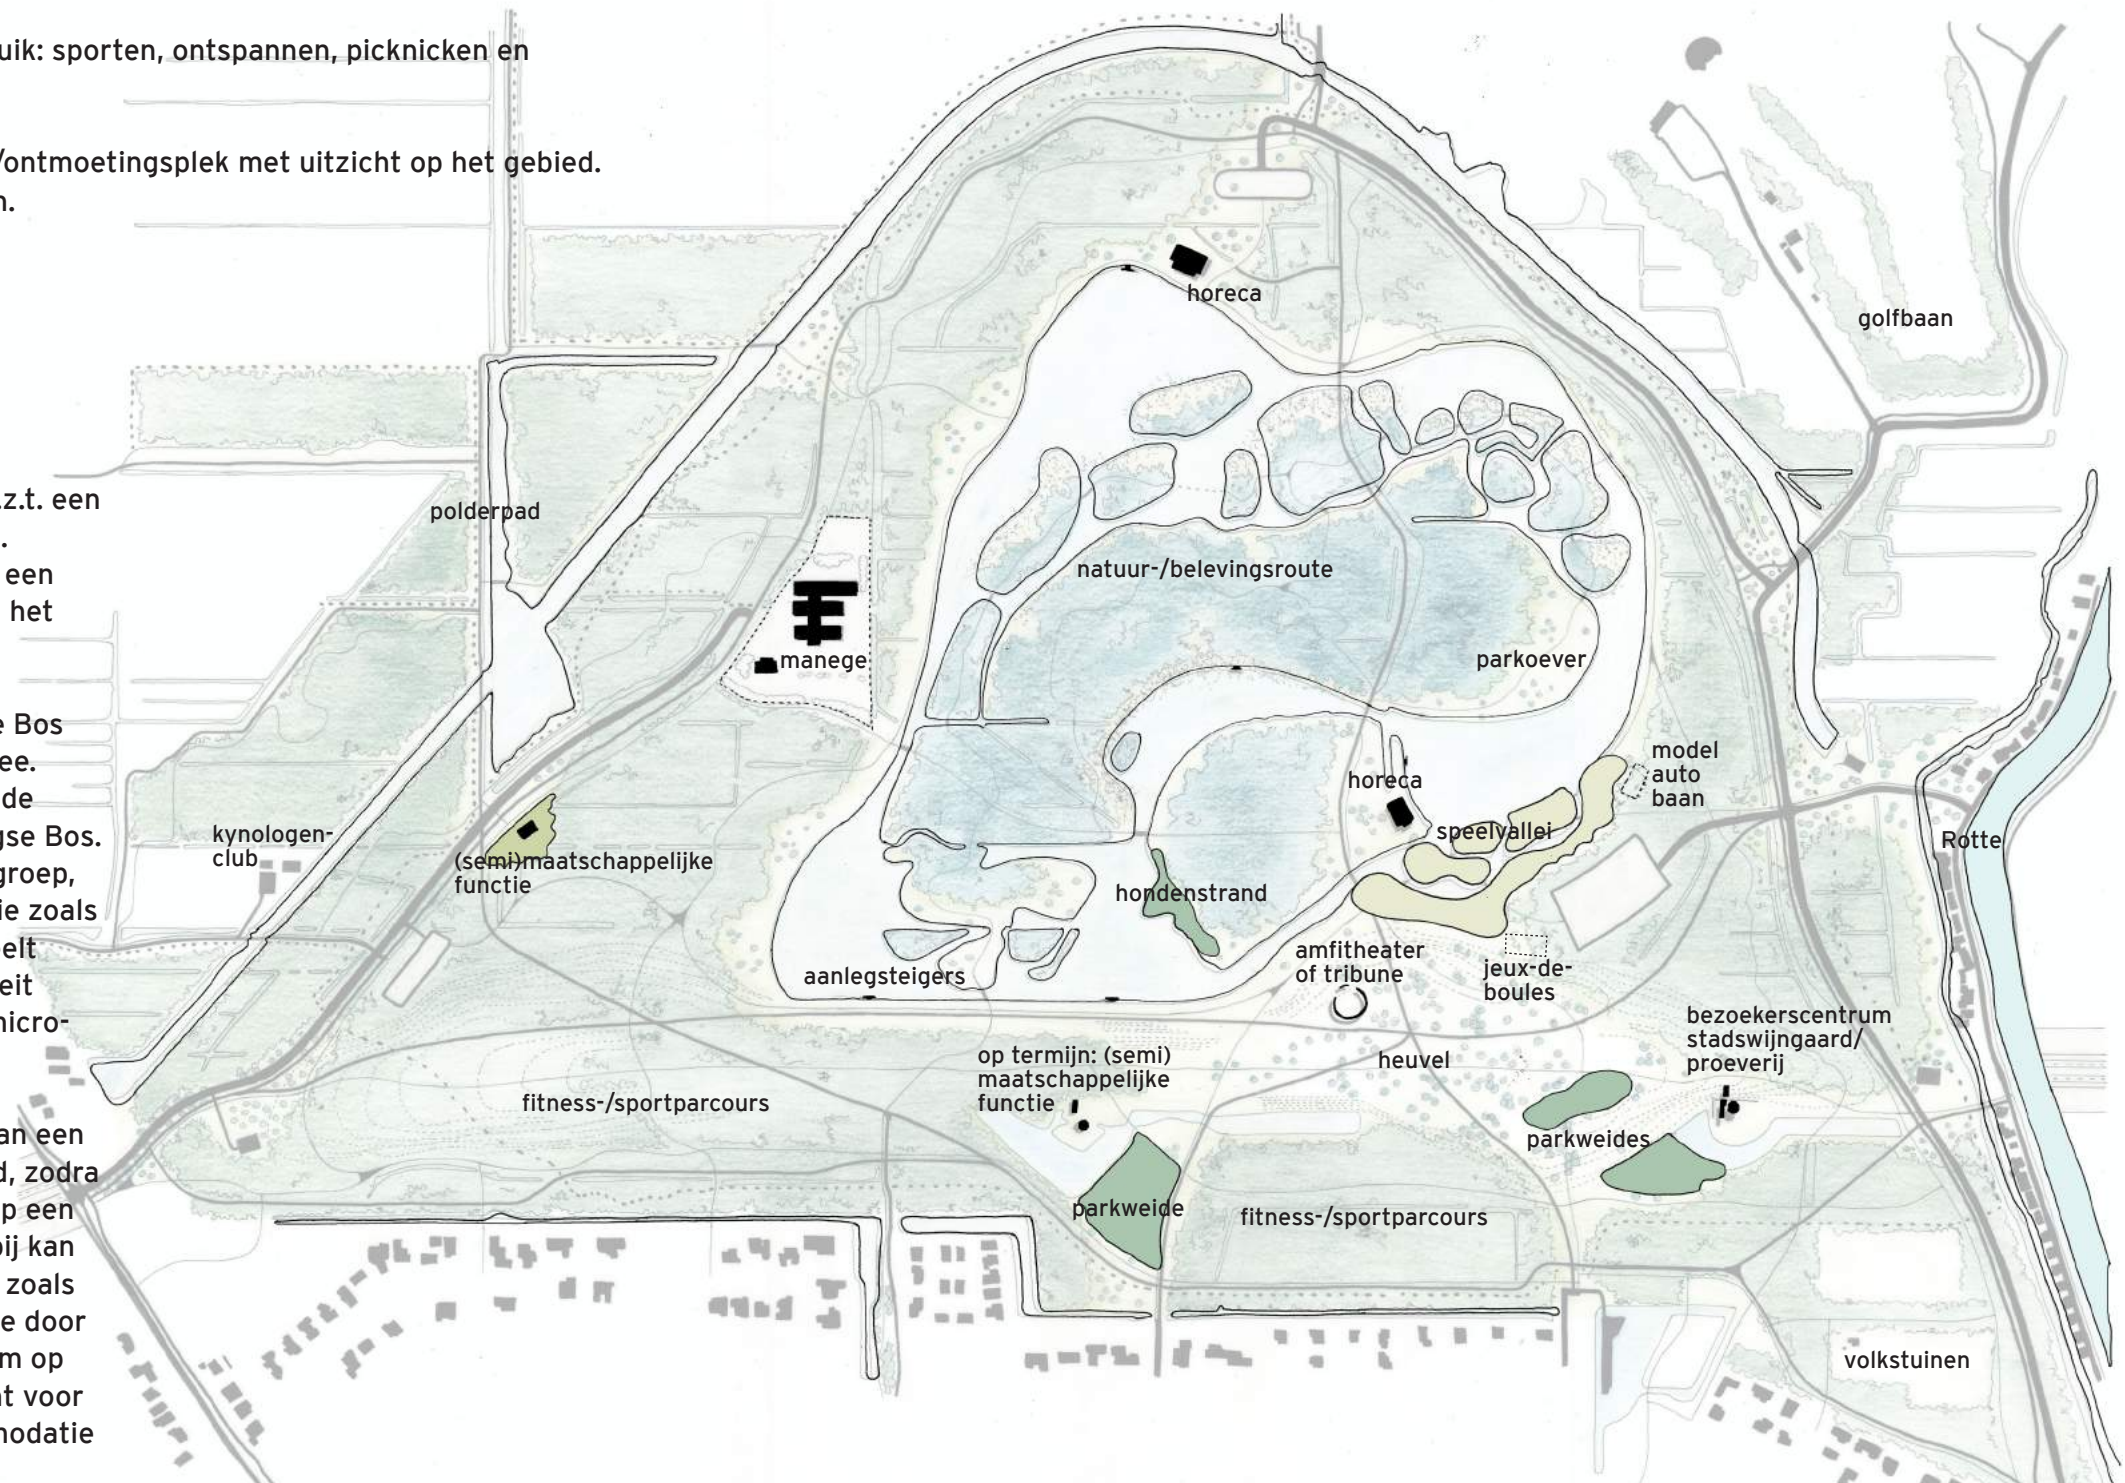 uik: sporten, ontspannen, picknicken en
/ontmoetingsplek met uitzicht op het gebied.
n.
.z.t. een
.
een
het
e Bos
ee.
de
gse Bos.
groep,
ie zoals
elt
eit
micro-
an een
d, zodra
p een
bij kan
zoals
e door
m op
nt voor
modatie
horeca
golfbaan
polderpad
natuur-/belevingsroute
manege
parkoever
model
auto
baan
horeca
speelvallei
kynologen-
club
(semi)maatschappelijke
functie
Rotte
hondenstrand
amfitheater
of tribune
jeux-de-
boules
aanlegsteigers
bezoekerscentrum
stadswijngaard/
proeverij
op termijn: (semi)
maatschappelijke
functie
heuvel
fitness-/sportparcours
parkweides
parkweide
fitness-/sportparcours
volkstuinen